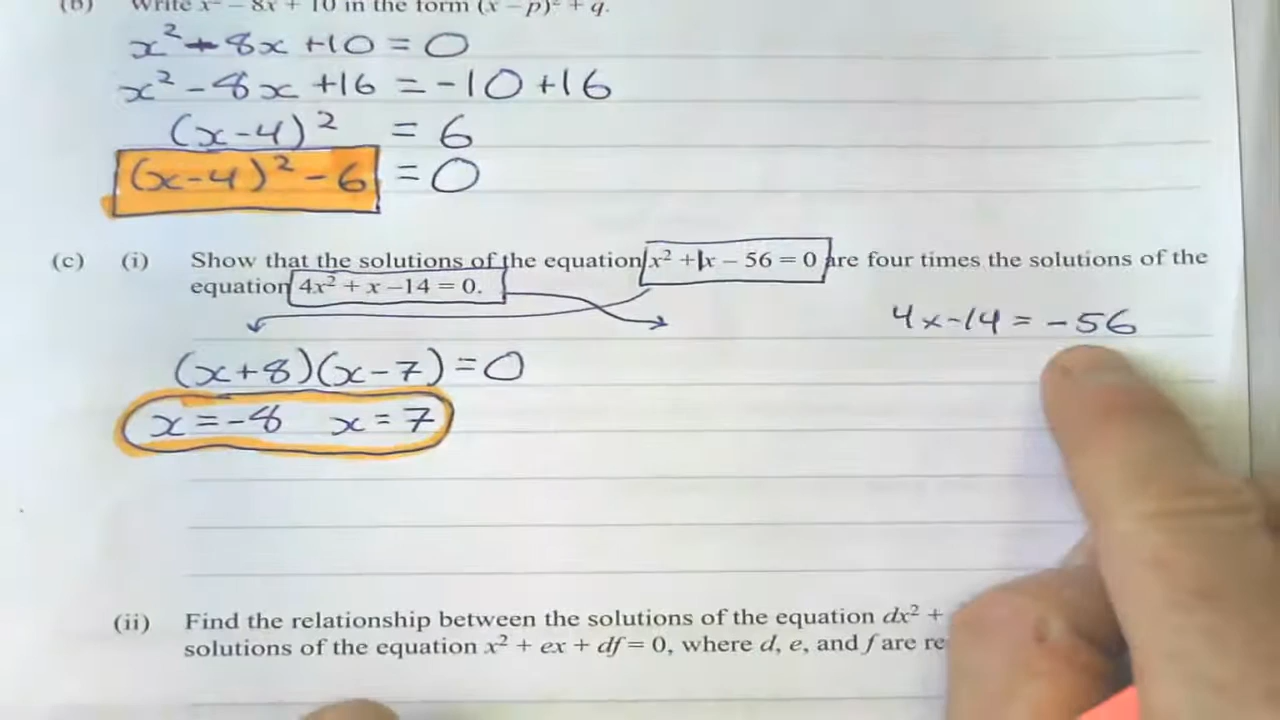 (b) Write x² – 8x + 10 in the form (x – p)² + q.
x² - 8x + 10 = 0
x² - 8x + 16 = -10 + 16
(x-4)² = 6
(x-4)² - 6 = 0
(c) (i) Show that the solutions of the equation x² + 1x – 56 = 0 are four times the solutions of the
equation 4x² + x – 14 = 0.
4 x -14 = -56
(x+8)(x-7) = 0
x = -8 x = 7
(ii) Find the relationship between the solutions of the equation dx² +
solutions of the equation x² + ex + df = 0, where d, e, and f are